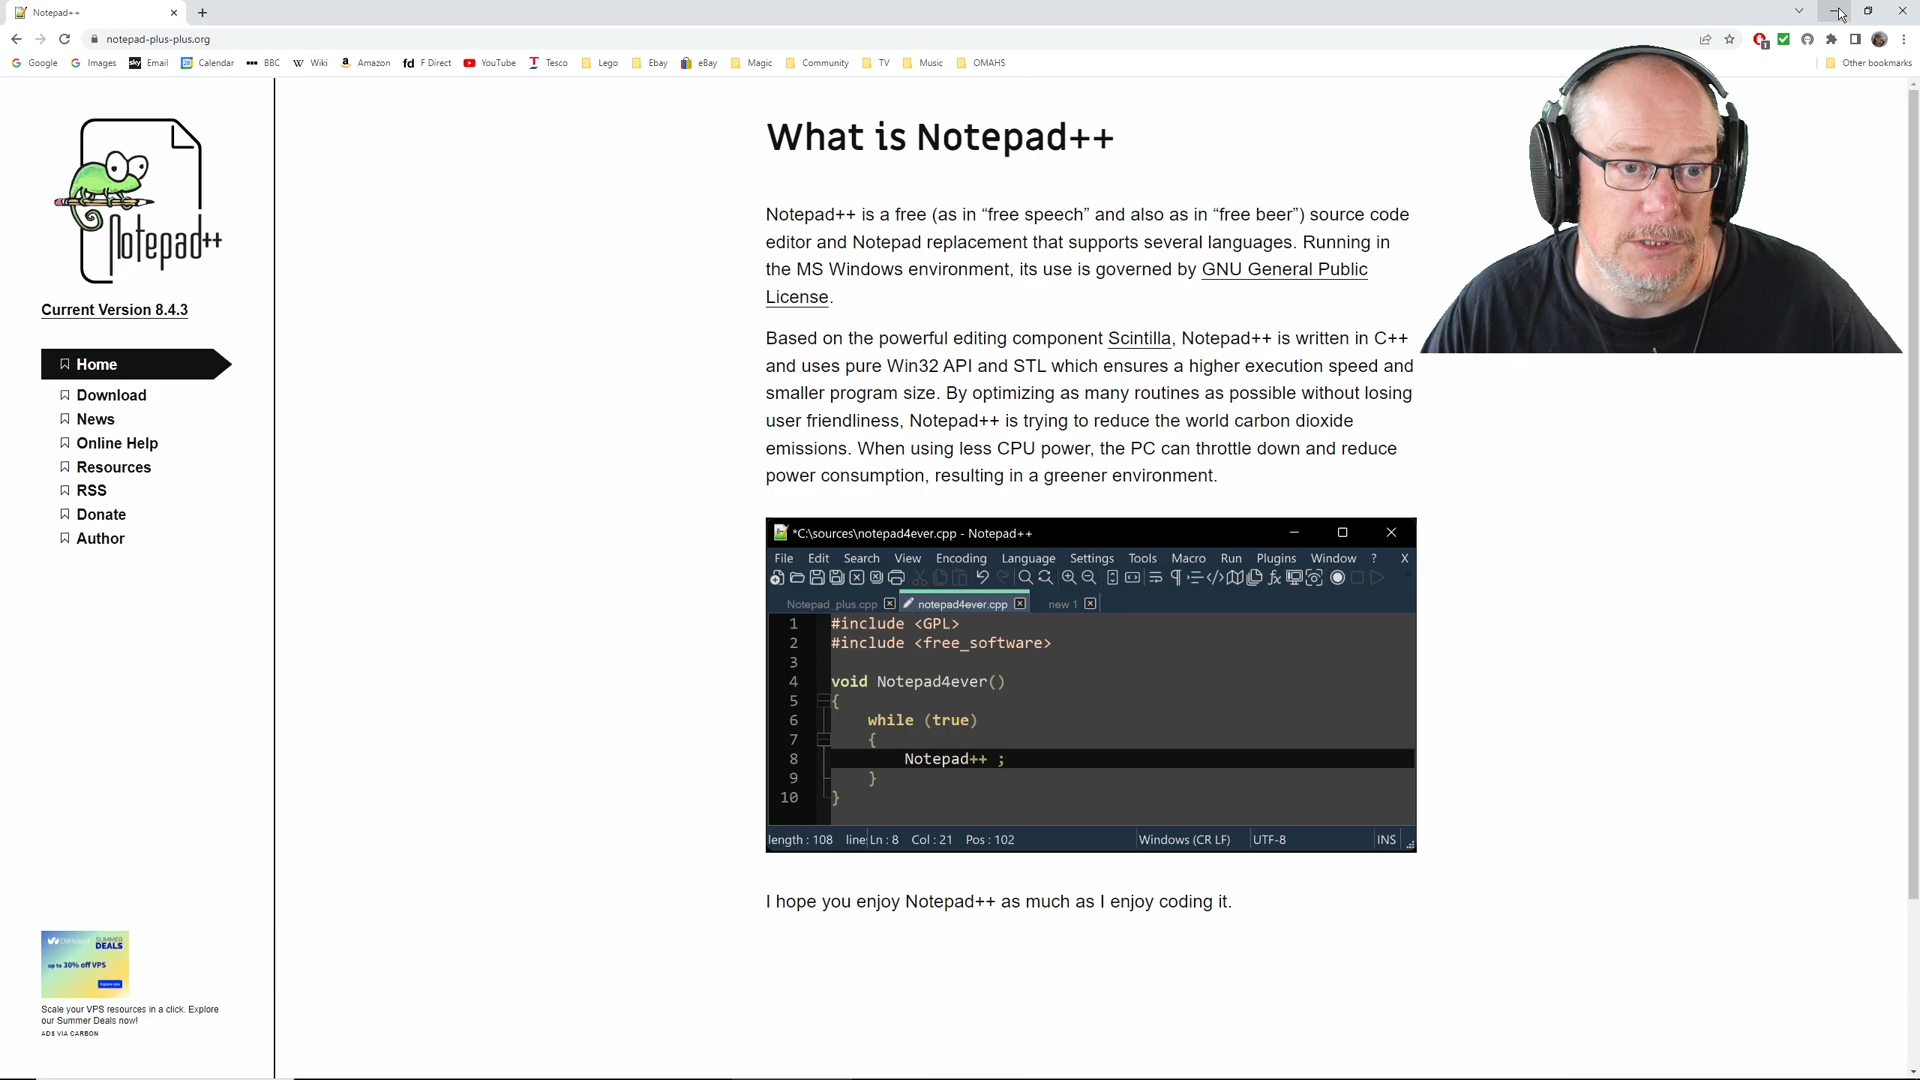 Notepad++
notepad-plus-plus.org
Google
Images
sky
Email
Calendar
BBC
W
Wiki
a
Amazon
fd
F Direct
YouTube
T
Tesco
Lego
Ebay
eBay
Magic
Community
TV
Music
OMAHS
Other bookmarks
1
Notepad++
Current Version 8.4.3
Home
Download
News
Online Help
Resources
RSS
Donate
Author
What is Notepad++
Notepad++ is a free (as in “free speech” and also as in “free beer”) source code
editor and Notepad replacement that supports several languages. Running in
the MS Windows environment, its use is governed by GNU General Public
License.
Based on the powerful editing component Scintilla, Notepad++ is written in C++
and uses pure Win32 API and STL which ensures a higher execution speed and
smaller program size. By optimizing as many routines as possible without losing
user friendliness, Notepad++ is trying to reduce the world carbon dioxide
emissions. When using less CPU power, the PC can throttle down and reduce
power consumption, resulting in a greener environment.
*C:\sources\notepad4ever.cpp - Notepad++
File Edit Search View Encoding Language Settings Tools Macro Run Plugins Window ? X
Notepad_plus.cpp notepad4ever.cpp new 1
1 #include <GPL>
2 #include <free_software>
3
4 void Notepad4ever()
5 {
6 while (true)
7 {
8 Notepad++ ;
9 }
10 }
length : 108 line: Ln : 8 Col : 21 Pos : 102 Windows (CR LF) UTF-8 INS
I hope you enjoy Notepad++ as much as I enjoy coding it.
SUMMER
DEALS
up to 30% off VPS
Explore now
Scale your VPS resources in a click. Explore
our Summer Deals now!
ADS VIA CARBON